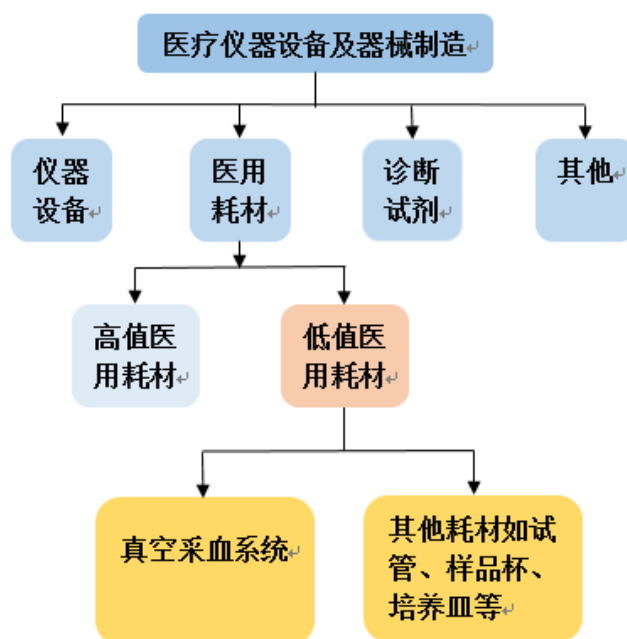 医疗仪器设备及器械制造
仪器
设备
医用
耗材
诊断
试剂
其他
高值医
用耗材
低值医
用耗材
真空采血系统
其他耗材如试
管、样品杯、
培养皿等